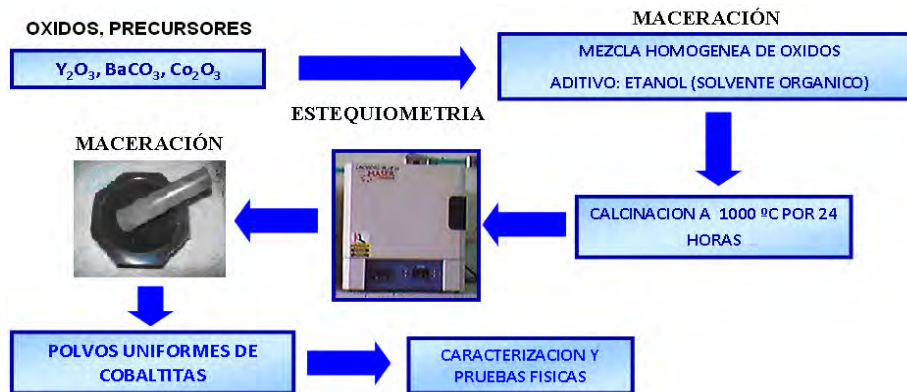 OXIDOS, PRECURSORES
Y₂O₃, BaCO₃, Co₂O₃
MACERACIÓN
MEZCLA HOMOGENEA DE OXIDOS
ADITIVO: ETANOL (SOLVENTE ORGANICO)
ESTEQUIOMETRIA
CALCINACION A 1000 ºC POR 24
HORAS
MACERACIÓN
POLVOS UNIFORMES DE
COBALTITAS
CARACTERIZACION Y
PRUEBAS FISICAS